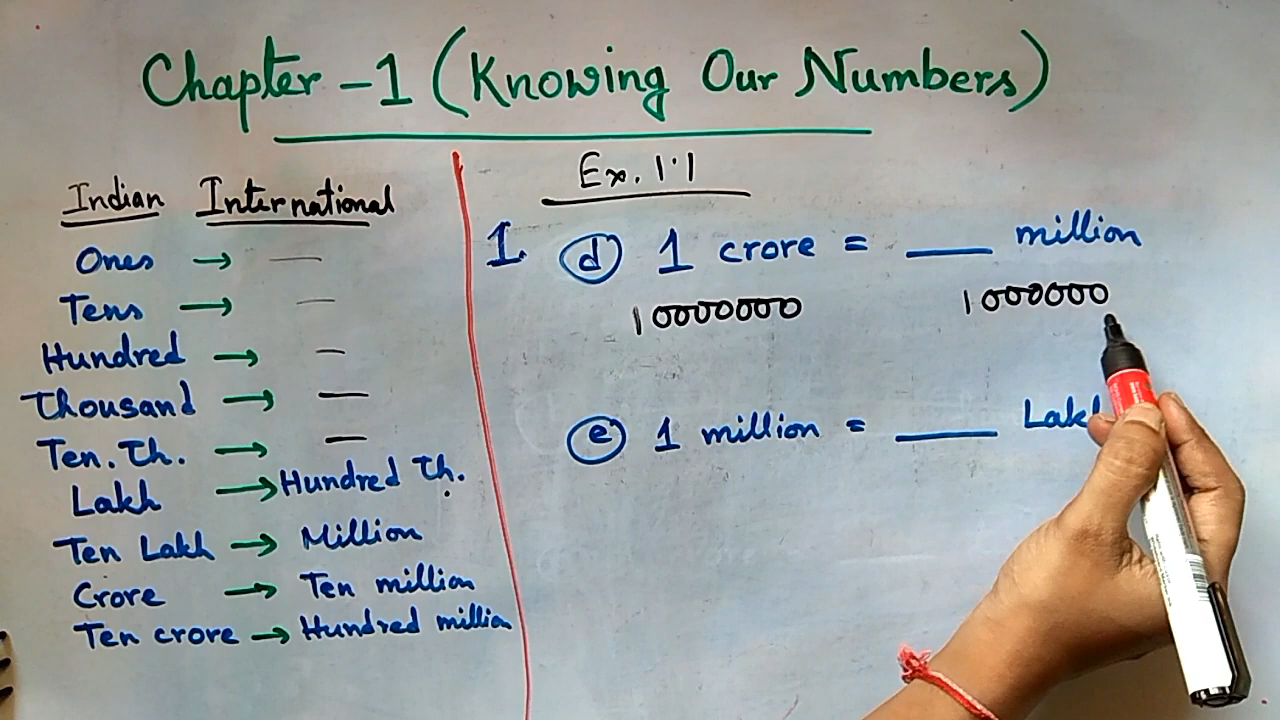 Chapter -1 (Knowing Our Numbers)
Indian International
Ones → —
Tens → —
Hundred → —
Thousand → —
Ten. Th. → —
Lakh → Hundred Th.
Ten Lakh → Million
Crore → Ten million
Ten crore → Hundred million
Ex. 1.1
1. (d) 1 crore = ___ million
10000000 1000000
(e) 1 million = ___ Lakh